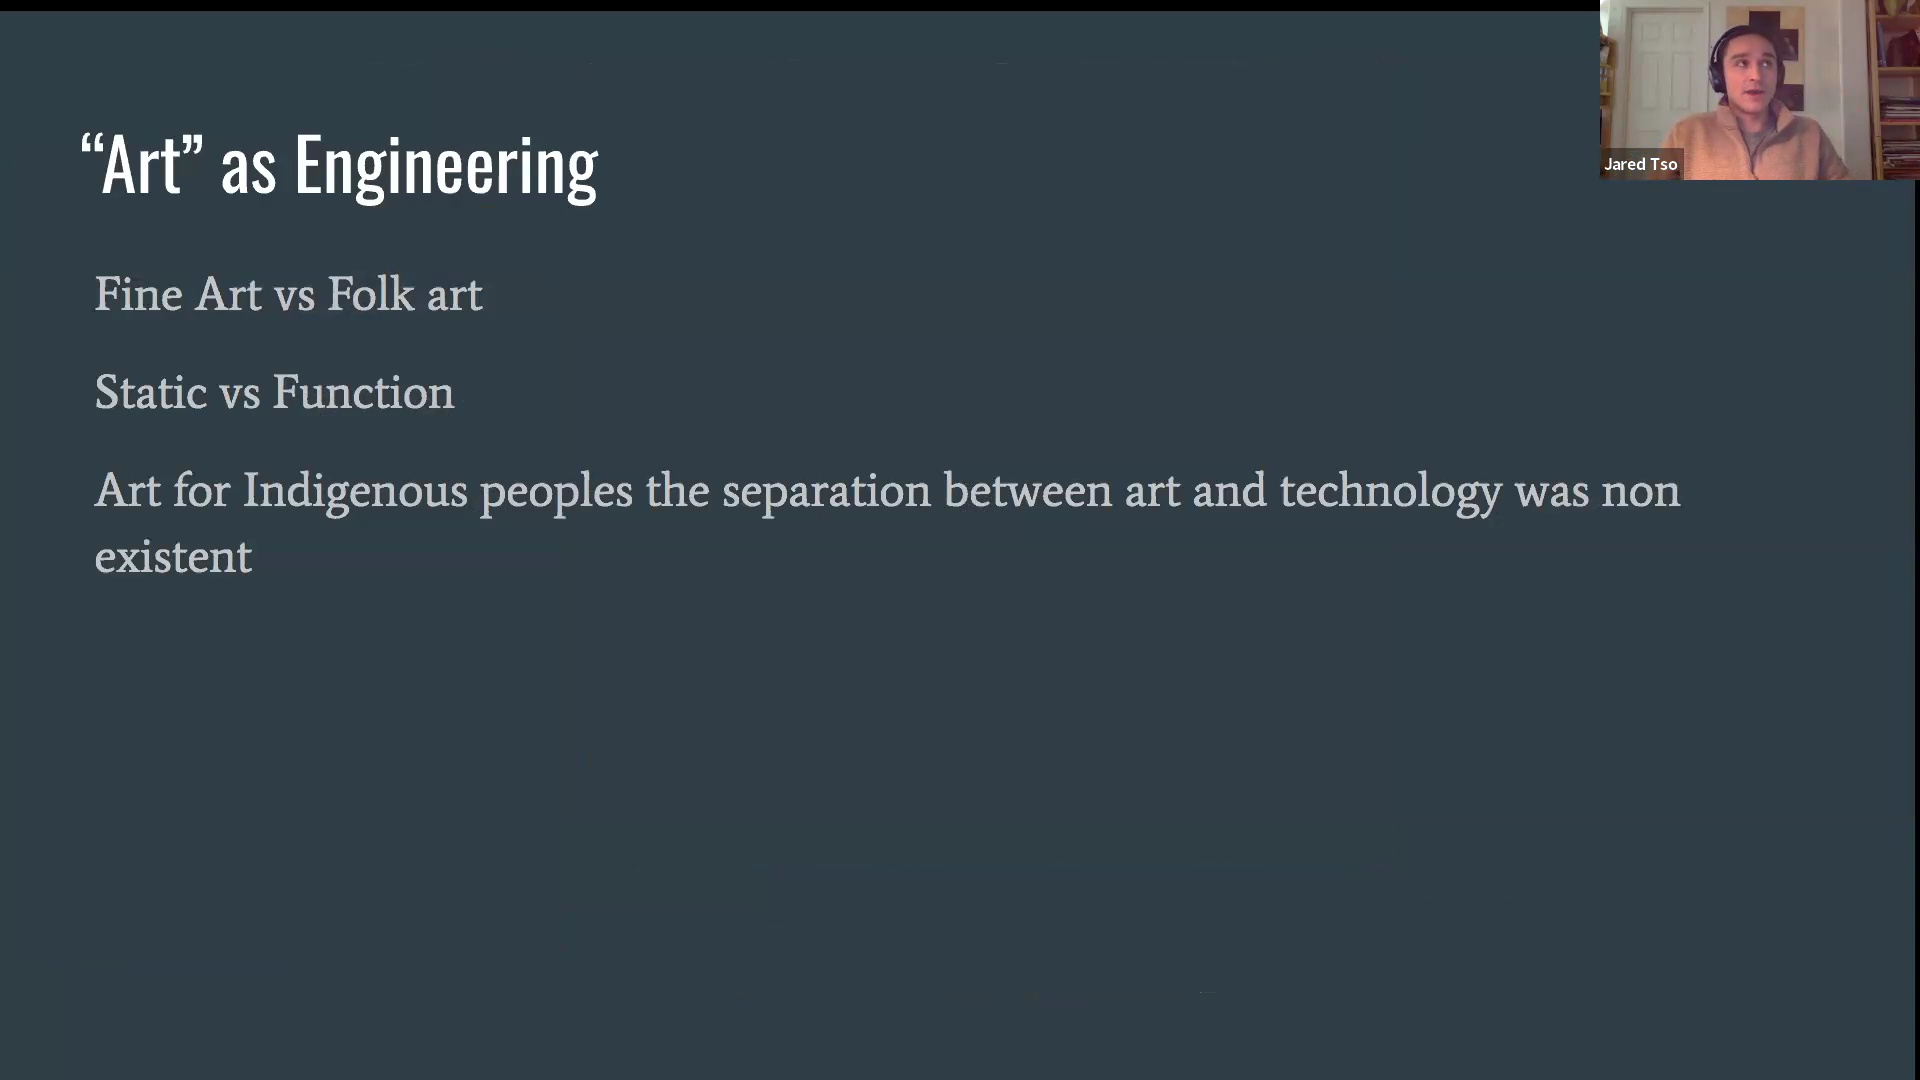 “Art” as Engineering
Fine Art vs Folk art
Static vs Function
Art for Indigenous peoples the separation between art and technology was non
existent
Jared Tso